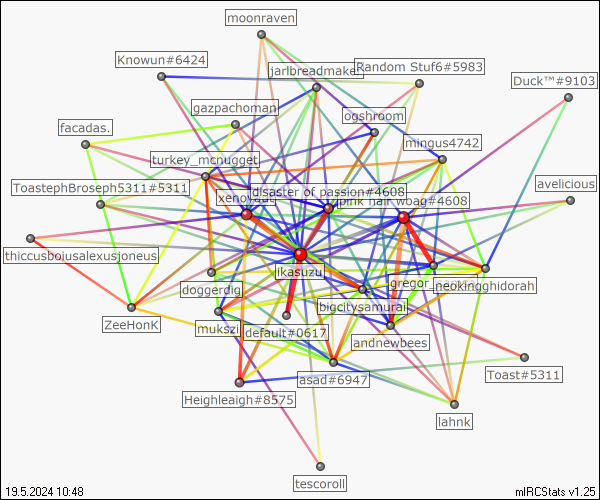 moonraven
Knowun#6424
jarlbreadmaker
Random Stuf6#5983
Duck™#9103
gazpachoman
ogshroom
facadas.
mingus4742
turkey_mcnugget
ToastephBroseph5311#5311
disaster of passion#4608
pink hair woag#4608
avelicious
thiccusboiusalexusjoneus
ikasuzu
doggerdig
gregor_
neokingghidorah
ZeeHonK
mukszi
default#0617
bigcitysamurai
andnewbees
asad#6947
Toast#5311
Heighleaigh#8575
lahnk
tescoroll
19.5.2024 10:48
mIRCStats v1.25